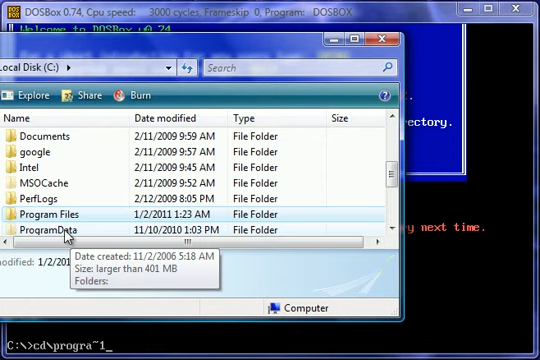 DOSBox 0.74, Cpu speed: 3000 cycles, Frameskip 0, Program: DOSBOX
Welcome to DOSBox v0.74
Local Disk (C:)
Search
Explore Share Burn
Name Date modified Type Size
Documents 2/11/2009 9:59 AM File Folder
google 2/11/2009 9:57 AM File Folder
Intel 2/11/2009 9:45 AM File Folder
MSOCache 2/11/2009 9:52 AM File Folder
PerfLogs 2/12/2009 8:05 PM File Folder
Program Files 1/2/2011 1:23 AM File Folder
ProgramData 11/10/2010 1:03 PM File Folder
ectory.
y next time.
Date created: 11/2/2006 5:18 AM
Size: larger than 401 MB
Folders:
modified: 1/2/201
Computer
C:\>cd\progra~1_